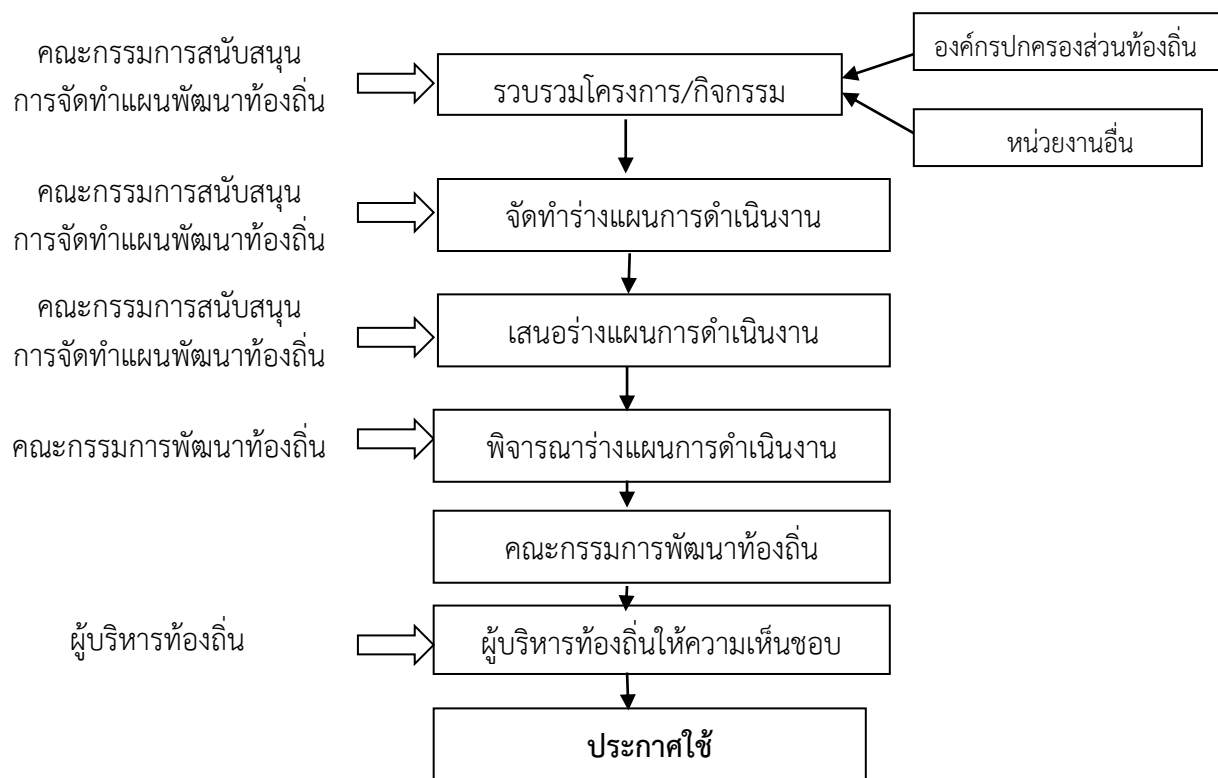 คณะกรรมการสนับสนุน
การจัดทำแผนพัฒนาท้องถิ่น
รวบรวมโครงการ/กิจกรรม
องค์กรปกครองส่วนท้องถิ่น
หน่วยงานอื่น
คณะกรรมการสนับสนุน
การจัดทำแผนพัฒนาท้องถิ่น
จัดทำร่างแผนการดำเนินงาน
คณะกรรมการสนับสนุน
การจัดทำแผนพัฒนาท้องถิ่น
เสนอร่างแผนการดำเนินงาน
คณะกรรมการพัฒนาท้องถิ่น
พิจารณาร่างแผนการดำเนินงาน
คณะกรรมการพัฒนาท้องถิ่น
ผู้บริหารท้องถิ่น
ผู้บริหารท้องถิ่นให้ความเห็นชอบ
ประกาศใช้